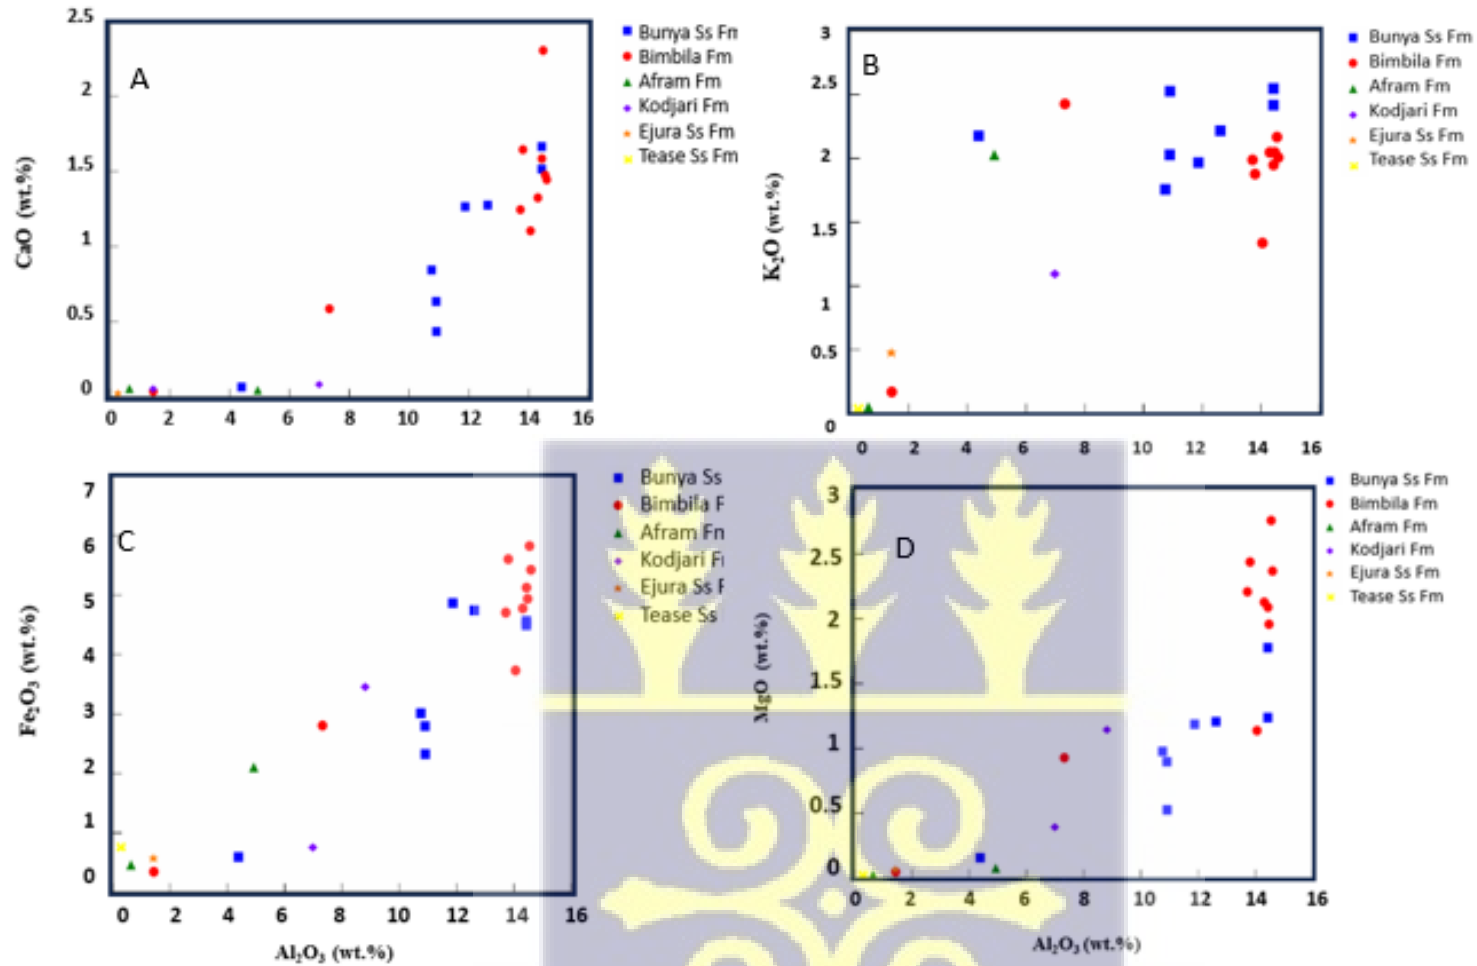 A
CaO (wt.%)
2.5
2
1.5
1
0.5
0
0 2 4 6 8 10 12 14 16
Bunya Ss Fm
Bimbila Fm
Afram Fm
Kodjari Fm
Ejura Ss Fm
Tease Ss Fm
B
K₂O (wt.%)
3
2.5
2
1.5
1
0.5
0
0 2 4 6 8 10 12 14 16
Bunya Ss Fm
Bimbila Fm
Afram Fm
Kodjari Fm
Ejura Ss Fm
Tease Ss Fm
C
Fe₂O₃ (wt.%)
7
6
5
4
3
2
1
0
0 2 4 6 8 10 12 14 16
Al₂O₃ (wt.%)
Bunya Ss
Bimbila F
Afram Fn
Kodjari F
Ejura Ss F
Tease Ss
D
MgO (wt.%)
3
2.5
2
1.5
1
0.5
0
0 2 4 6 8 10 12 14 16
Al₂O₃ (wt.%)
Bunya Ss Fm
Bimbila Fm
Afram Fm
Kodjari Fm
Ejura Ss Fm
Tease Ss Fm